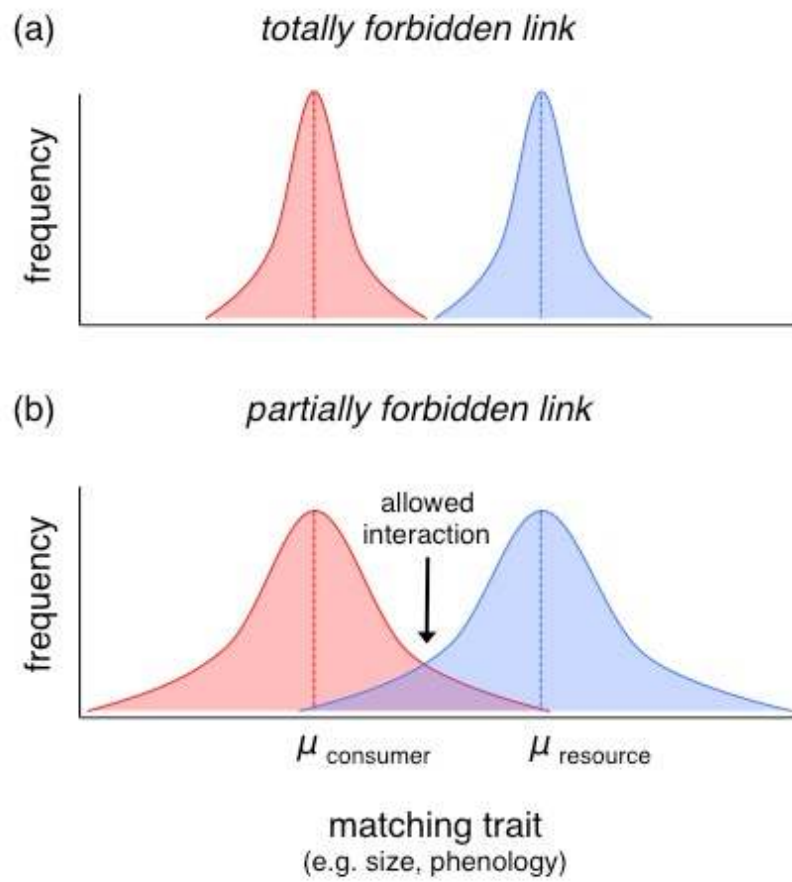 (a) totally forbidden link
frequency
(b) partially forbidden link
allowed
interaction
frequency
μ consumer μ resource
matching trait
(e.g. size, phenology)